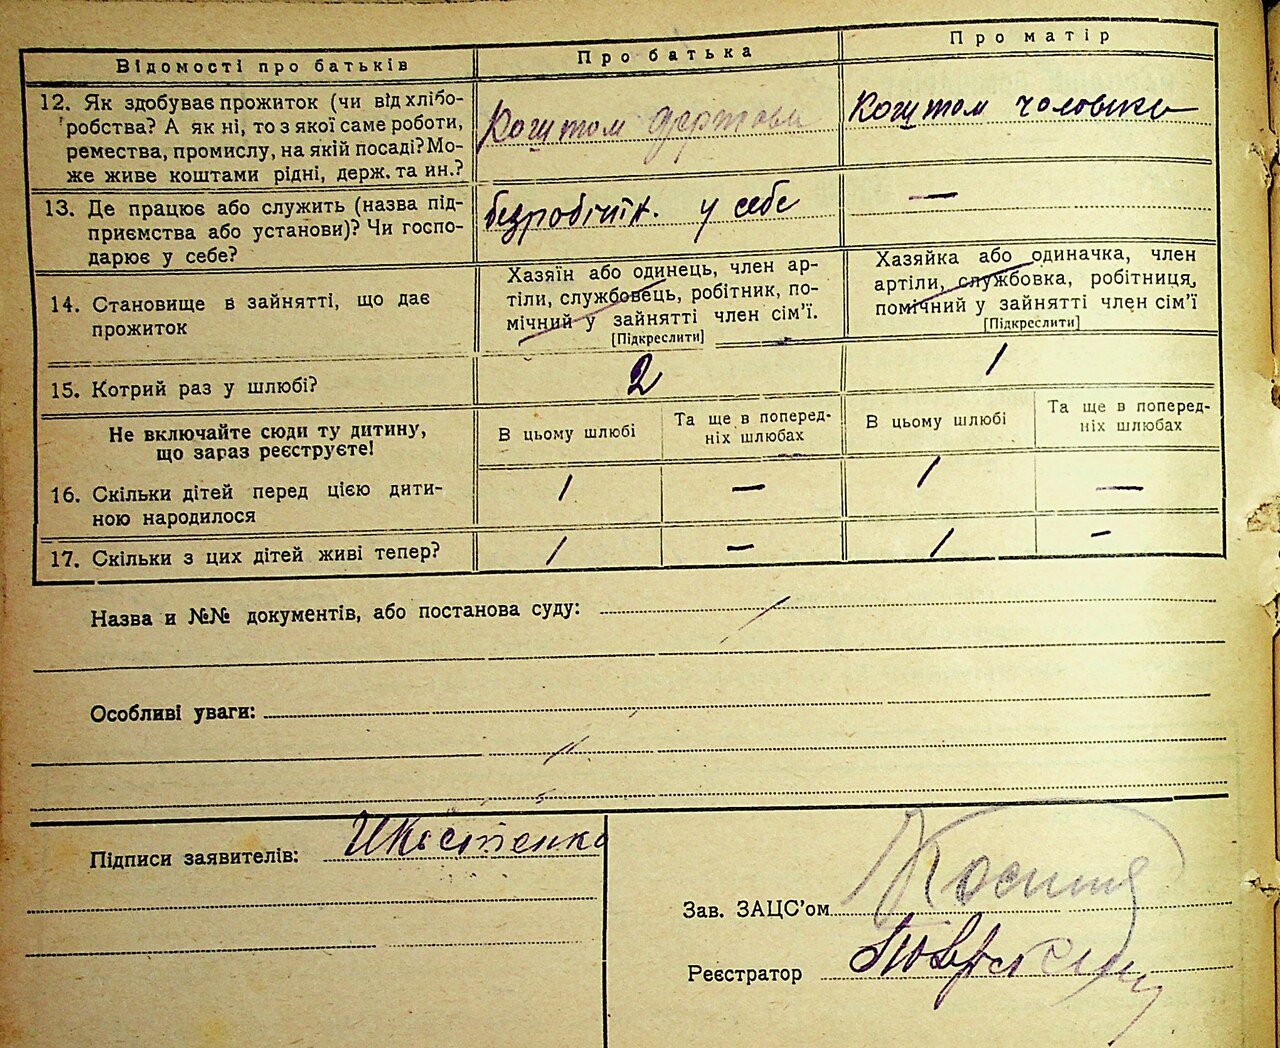 Відомості про батьків
Про батька
Про матір
12. Як здобуває прожиток (чи від хлібо-
робства? А як ні, то з якої саме роботи,
ремества, промислу, на якій посаді? Мо-
же живе коштами рідні, держ. та ин.?
Коштом держави
Коштом чоловіка
13. Де працює або служить (назва під-
приємства або установи)? Чи госпо-
дарює у себе?
безробітн. у себе
—
14. Становище в зайнятті, що дає
прожиток
Хазяїн або одинець, член ар-
тіли, службовець, робітник, по-
мічний у зайнятті член сім’ї.
[Підкреслити]
Хазяйка або одиначка, член
артіли, службовка, робітниця,
помічний у зайнятті член сім’ї
[Підкреслити]
15. Котрий раз у шлюбі?
2
1
Не включайте сюди ту дитину,
що зараз реєструєте!
В цьому шлюбі
Та ще в поперед-
ніх шлюбах
В цьому шлюбі
Та ще в поперед-
ніх шлюбах
16. Скільки дітей перед цією дити-
ною народилося
1
—
1
—
17. Скільки з цих дітей живі тепер?
1
—
1
—
Назва и №№ документів, або постанова суду:
Особливі уваги:
Підписи заявителів:
ИКостенко
Зав. ЗАЦС’ом
Реєстратор